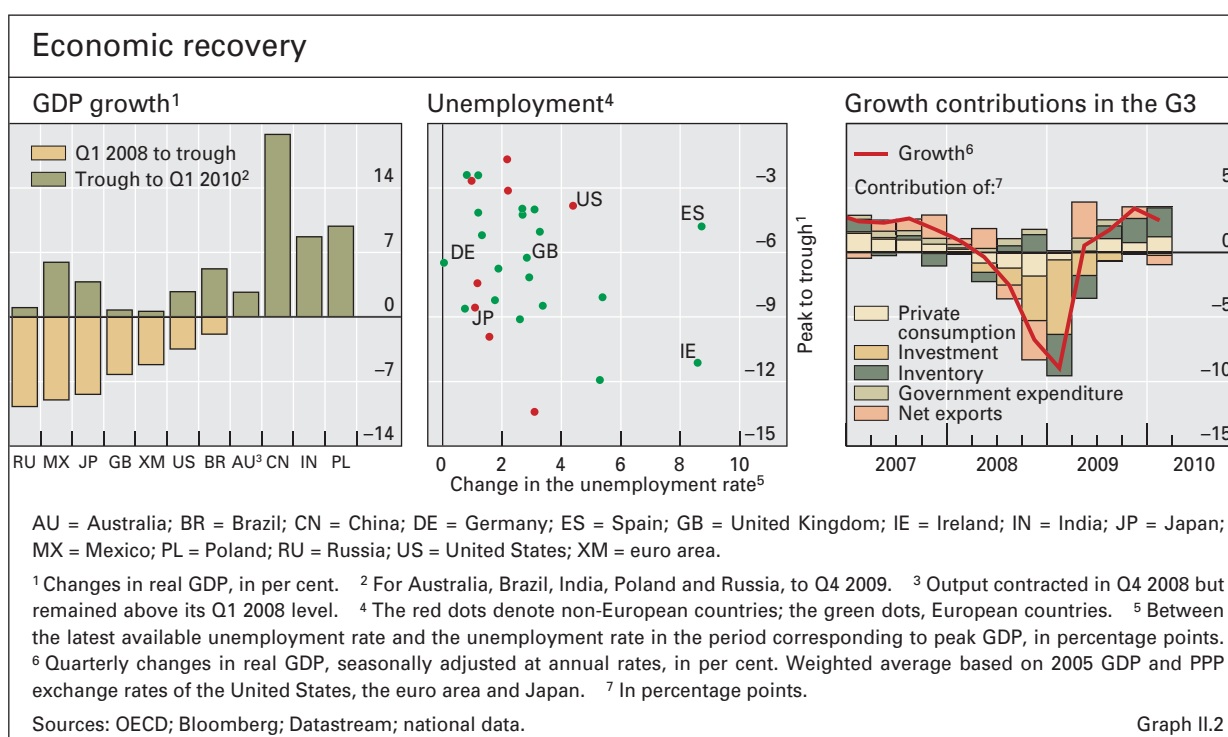 Economic recovery
GDP growth¹
Q1 2008 to trough
Trough to Q1 2010²
14
7
0
–7
–14
RU MX JP GB XM US BR AU³ CN IN PL
Unemployment⁴
US
ES
DE
GB
JP
IE
–3
–6
–9
–12
–15
Peak to trough¹
0 2 4 6 8 10
Change in the unemployment rate⁵
Growth contributions in the G3
Growth⁶
Contribution of:⁷
Private
consumption
Investment
Inventory
Government expenditure
Net exports
5
0
–5
–10
–15
2007 2008 2009 2010
AU = Australia; BR = Brazil; CN = China; DE = Germany; ES = Spain; GB = United Kingdom; IE = Ireland; IN = India; JP = Japan;
MX = Mexico; PL = Poland; RU = Russia; US = United States; XM = euro area.
¹ Changes in real GDP, in per cent. ² For Australia, Brazil, India, Poland and Russia, to Q4 2009. ³ Output contracted in Q4 2008 but
remained above its Q1 2008 level. ⁴ The red dots denote non-European countries; the green dots, European countries. ⁵ Between
the latest available unemployment rate and the unemployment rate in the period corresponding to peak GDP, in percentage points.
⁶ Quarterly changes in real GDP, seasonally adjusted at annual rates, in per cent. Weighted average based on 2005 GDP and PPP
exchange rates of the United States, the euro area and Japan. ⁷ In percentage points.
Sources: OECD; Bloomberg; Datastream; national data.
Graph II.2